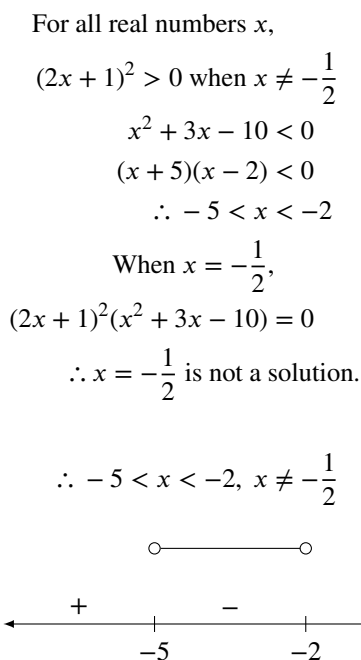 For all real numbers x,
(2x + 1)² > 0 when x ≠ −1/2
x² + 3x − 10 < 0
(x + 5)(x − 2) < 0
∴ − 5 < x < −2
When x = −1/2,
(2x + 1)²(x² + 3x − 10) = 0
∴ x = −1/2 is not a solution.
∴ − 5 < x < −2, x ≠ −1/2
+ −
−5 −2